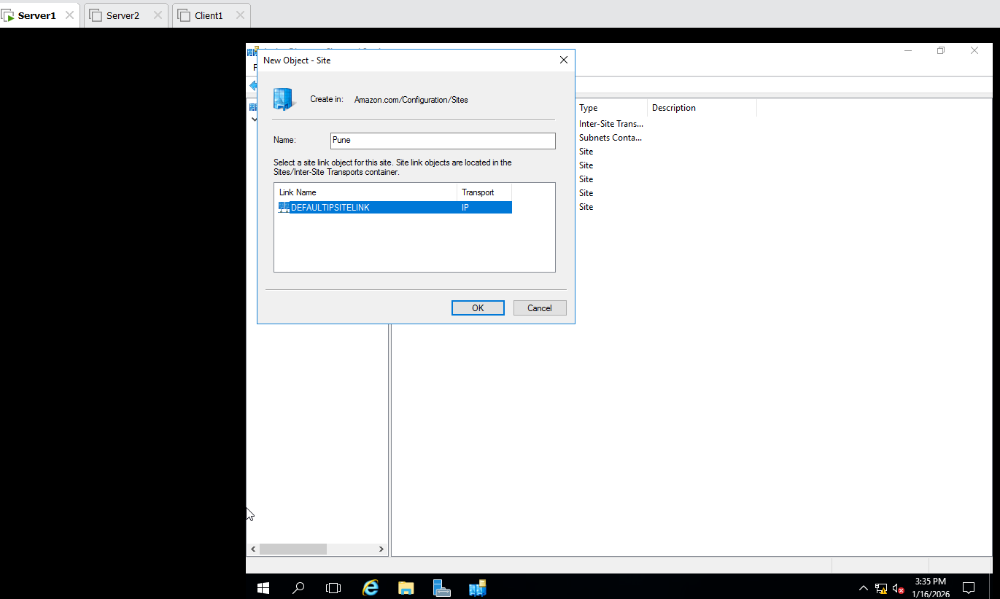 Server1
Server2
Client1
New Object - Site
Create in: Amazon.com/Configuration/Sites
Name: Pune
Select a site link object for this site. Site link objects are located in the
Sites/Inter-Site Transports container.
Link Name Transport
DEFAULTIPSITELINK IP
OK Cancel
Type Description
Inter-Site Trans...
Subnets Conta...
Site
Site
Site
Site
Site
3:35 PM
1/16/2026